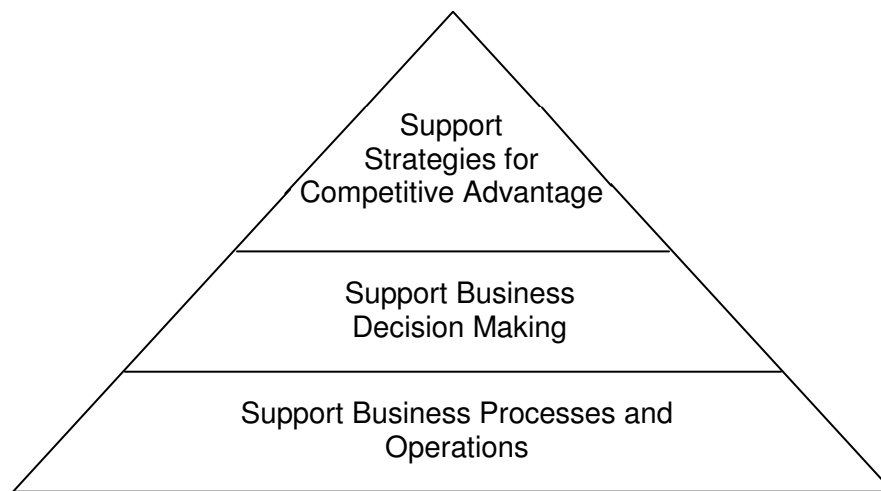 Support
Strategies for
Competitive Advantage
Support Business
Decision Making
Support Business Processes and
Operations